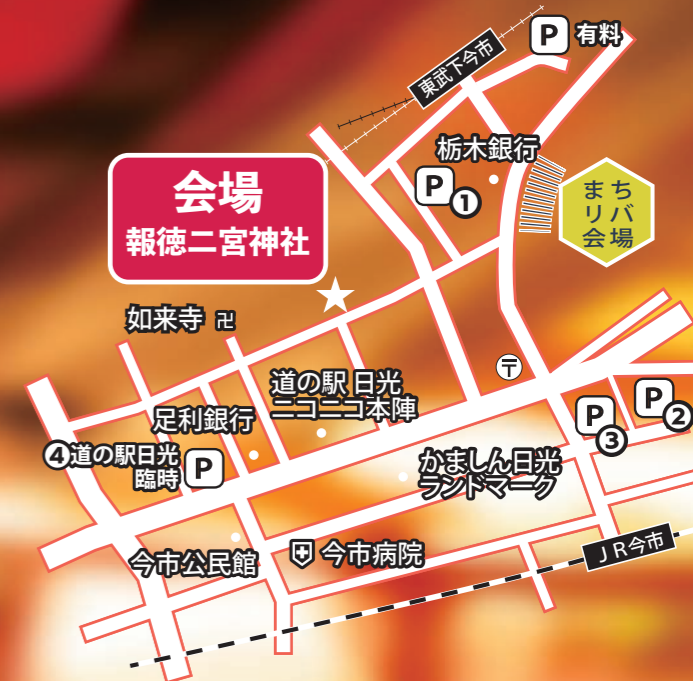 P 有料
東武下今市
栃木銀行
P ①
まちリバ会場
会場
報徳二宮神社
如来寺 卍
道の駅 日光
ニコニコ本陣
〒
足利銀行
P ②
P ③
④道の駅日光
臨時
P
かましん日光
ランドマーク
今市公民館
今市病院
JR今市